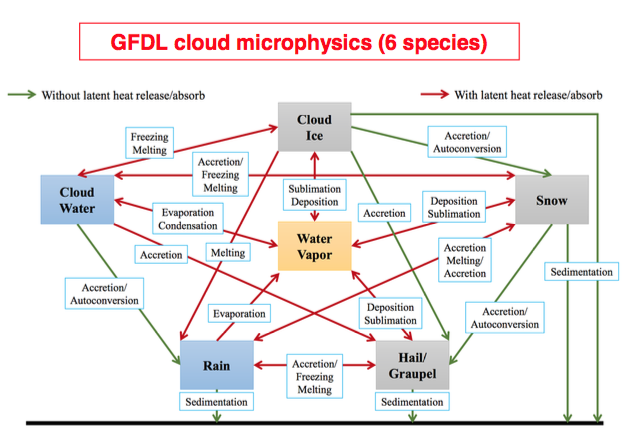 GFDL cloud microphysics (6 species)
Without latent heat release/absorb
With latent heat release/absorb
Cloud
Ice
Freezing
Melting
Accretion/
Autoconversion
Accretion/
Freezing
Melting
Cloud
Water
Sublimation
Deposition
Deposition
Sublimation
Snow
Evaporation
Condensation
Accretion
Water
Vapor
Accretion
Melting
Accretion
Melting/
Accretion
Sedimentation
Accretion/
Autoconversion
Evaporation
Deposition
Sublimation
Accretion/
Autoconversion
Rain
Accretion/
Freezing
Melting
Hail/
Graupel
Sedimentation
Sedimentation